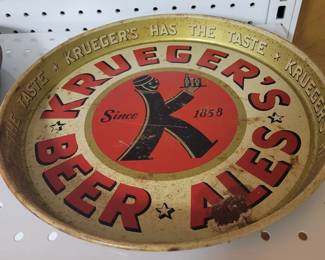 THE TASTE ★ KRUEGER'S HAS THE TASTE ★ KRUEGER'S
KRUEGER'S
Since 1858
K
BEER ★ ALES ★